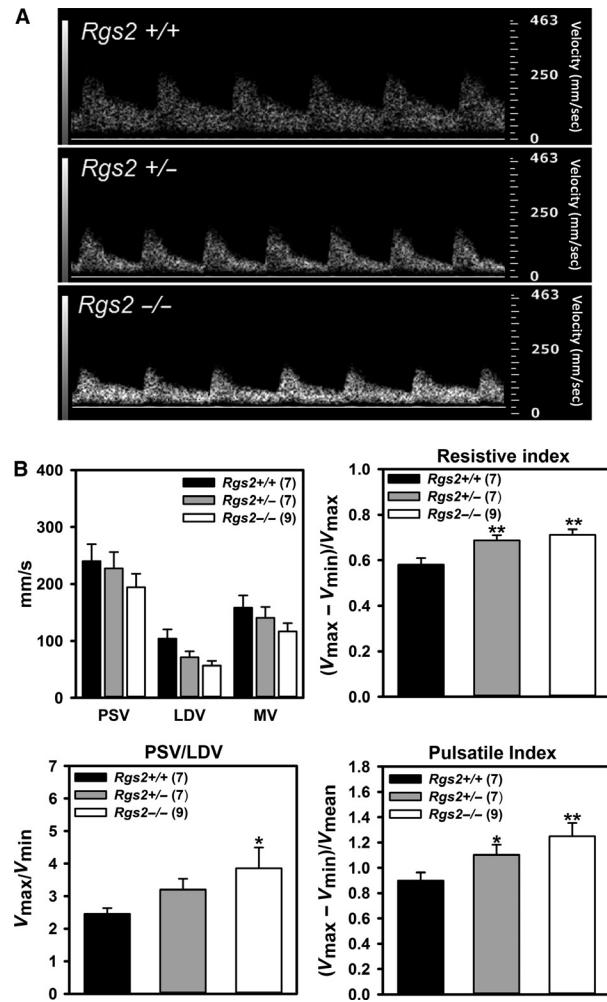 A
Rgs2 +/+
463
250
0
Velocity (mm/sec)
Rgs2 +/–
463
250
0
Velocity (mm/sec)
Rgs2 –/–
463
250
0
Velocity (mm/sec)
B
400
300
200
100
0
mm/s
Rgs2+/+ (7)
Rgs2+/– (7)
Rgs2–/– (9)
PSV
LDV
MV
Resistive index
1.0
0.8
0.6
0.4
0.2
0.0
(Vmax – Vmin)/Vmax
Rgs2+/+ (7)
Rgs2+/– (7)
Rgs2–/– (9)
**
**
PSV/LDV
7
6
5
4
3
2
1
0
Vmax/Vmin
Rgs2+/+ (7)
Rgs2+/– (7)
Rgs2–/– (9)
*
Pulsatile Index
1.8
1.6
1.4
1.2
1.0
0.8
0.6
0.4
0.2
0.0
(Vmax – Vmin)/Vmean
Rgs2+/+ (7)
Rgs2+/– (7)
Rgs2–/– (9)
*
**